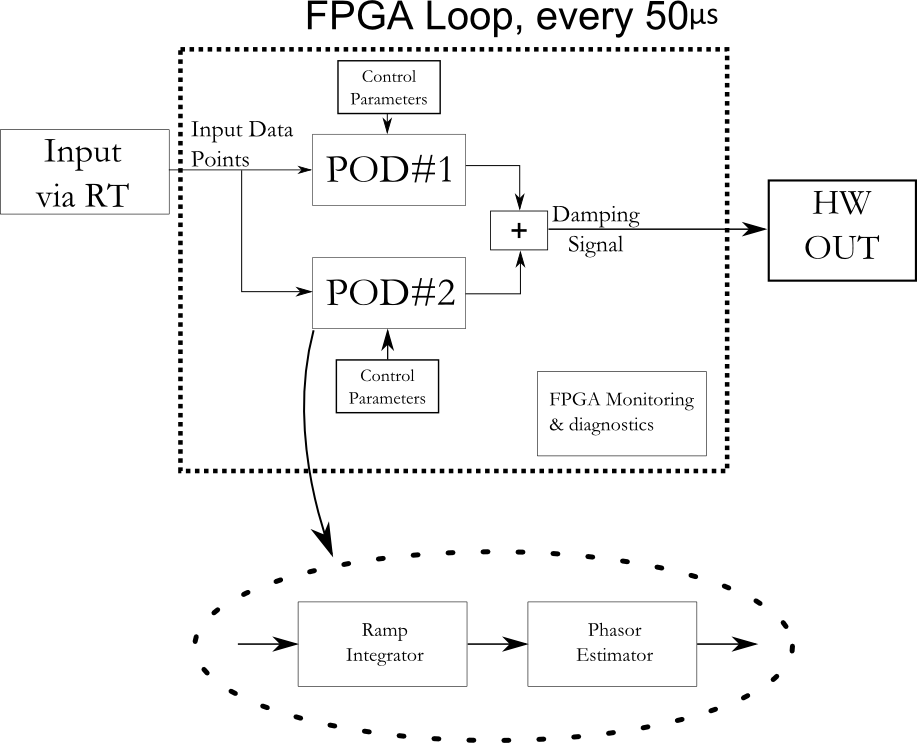 FPGA Loop, every 50µs
Control
Parameters
Input Data
Points
Input
via RT
POD#1
+
Damping
Signal
HW
OUT
POD#2
Control
Parameters
FPGA Monitoring
& diagnostics
Ramp
Integrator
Phasor
Estimator